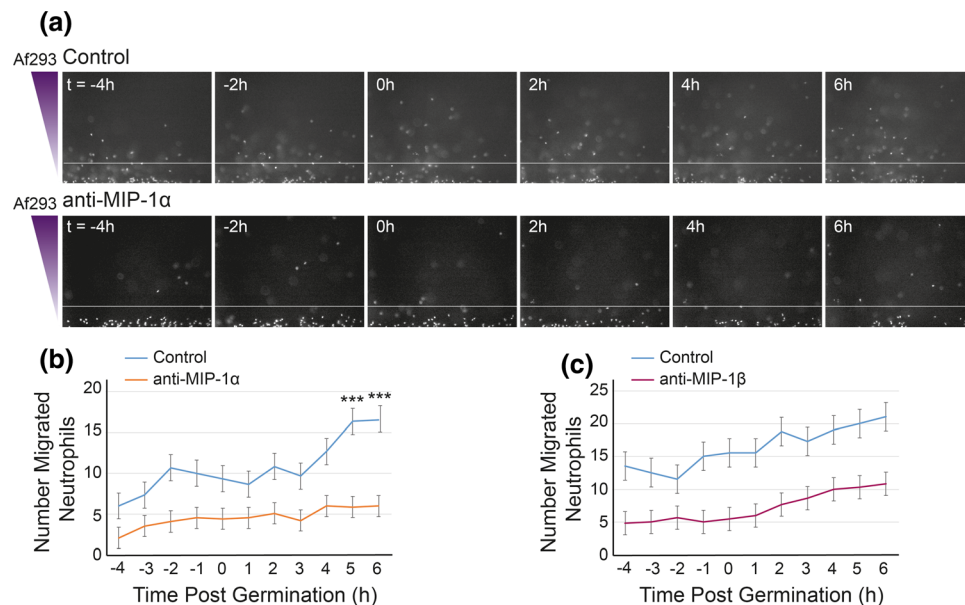 (a)
Af293 Control
t = -4h -2h 0h 2h 4h 6h
Af293 anti-MIP-1α
t = -4h -2h 0h 2h 4h 6h
(b)
Control
anti-MIP-1α
Number Migrated
Neutrophils
20
15
10
5
0
*** ***
-4 -3 -2 -1 0 1 2 3 4 5 6
Time Post Germination (h)
(c)
Control
anti-MIP-1β
Number Migrated
Neutrophils
25
20
15
10
5
0
-4 -3 -2 -1 0 1 2 3 4 5 6
Time Post Germination (h)